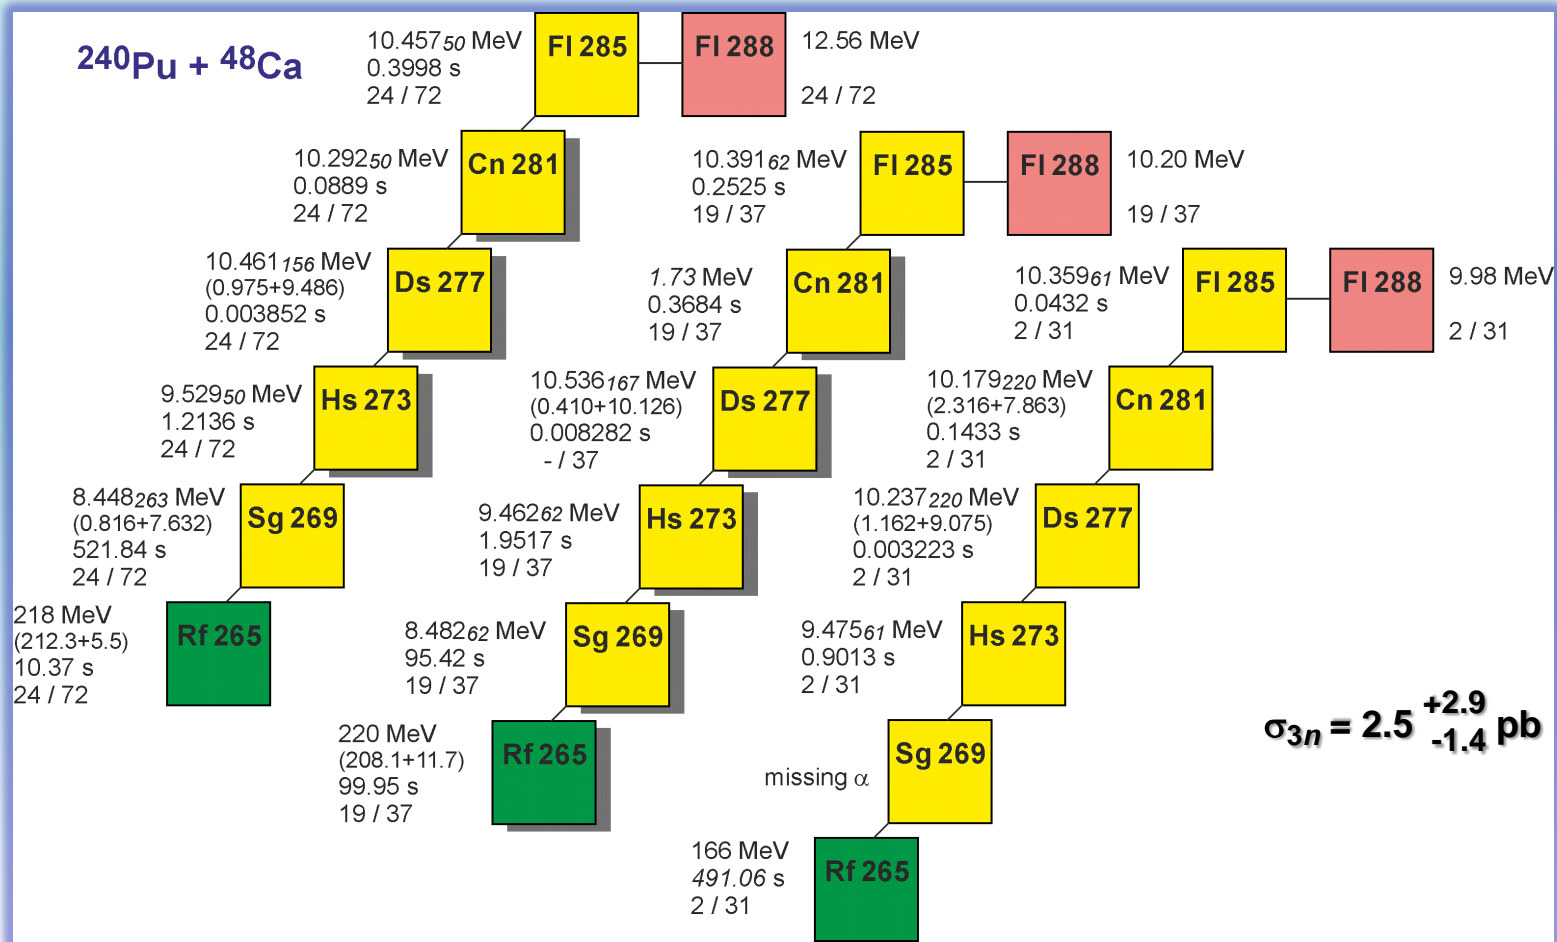 ²⁴⁰Pu + ⁴⁸Ca
10.457₅₀ MeV
0.3998 s
24 / 72
Fl 285
Fl 288
12.56 MeV
24 / 72
10.292₅₀ MeV
0.0889 s
24 / 72
Cn 281
10.461₁₅₆ MeV
(0.975+9.486)
0.003852 s
24 / 72
Ds 277
9.529₅₀ MeV
1.2136 s
24 / 72
Hs 273
8.448₂₆₃ MeV
(0.816+7.632)
521.84 s
24 / 72
Sg 269
218 MeV
(212.3+5.5)
10.37 s
24 / 72
Rf 265
10.391₆₂ MeV
0.2525 s
19 / 37
Fl 285
Fl 288
10.20 MeV
19 / 37
1.73 MeV
0.3684 s
19 / 37
Cn 281
10.536₁₆₇ MeV
(0.410+10.126)
0.008282 s
- / 37
Ds 277
9.462₆₂ MeV
1.9517 s
19 / 37
Hs 273
8.482₆₂ MeV
95.42 s
19 / 37
Sg 269
220 MeV
(208.1+11.7)
99.95 s
19 / 37
Rf 265
10.359₆₁ MeV
0.0432 s
2 / 31
Fl 285
Fl 288
9.98 MeV
2 / 31
10.179₂₂₀ MeV
(2.316+7.863)
0.1433 s
2 / 31
Cn 281
10.237₂₂₀ MeV
(1.162+9.075)
0.003223 s
2 / 31
Ds 277
9.475₆₁ MeV
0.9013 s
2 / 31
Hs 273
missing α
Sg 269
166 MeV
491.06 s
2 / 31
Rf 265
σ₃ₙ = 2.5 +2.9 -1.4 pb